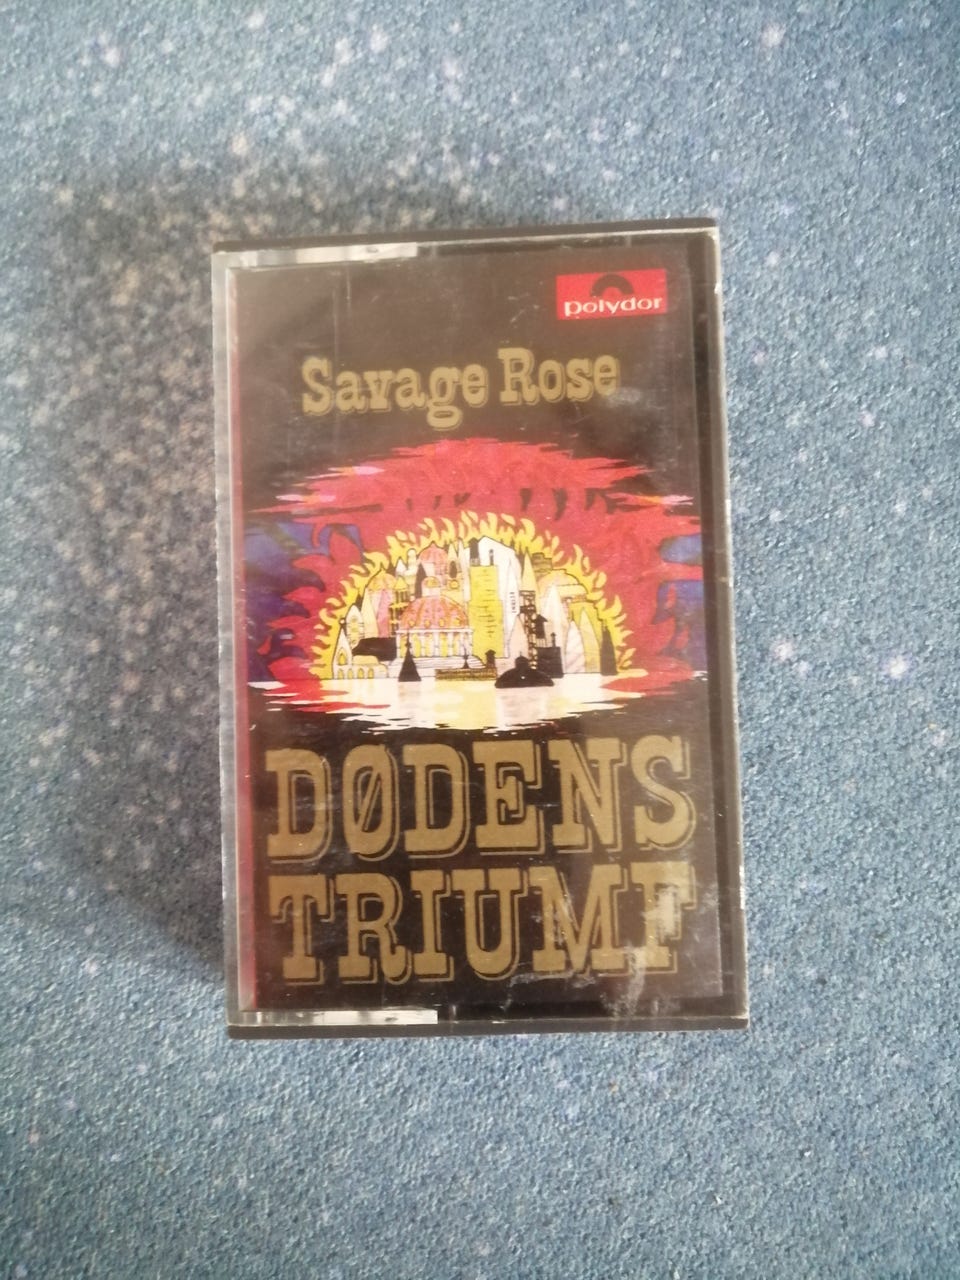 polydor
Savage Rose
DØDENS
TRIUMF